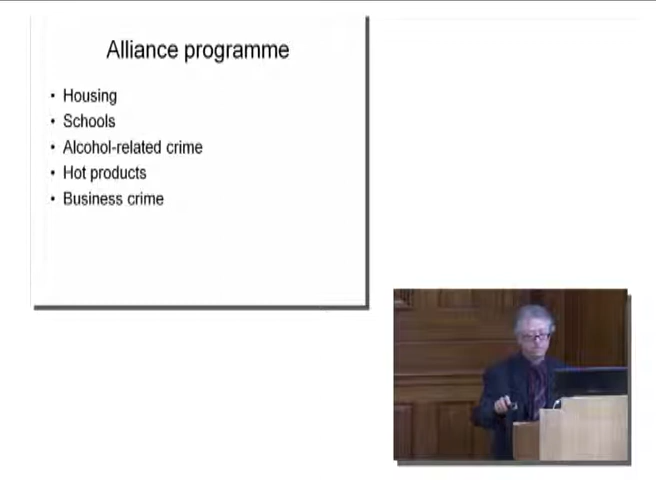 Alliance programme
• Housing
• Schools
• Alcohol-related crime
• Hot products
• Business crime